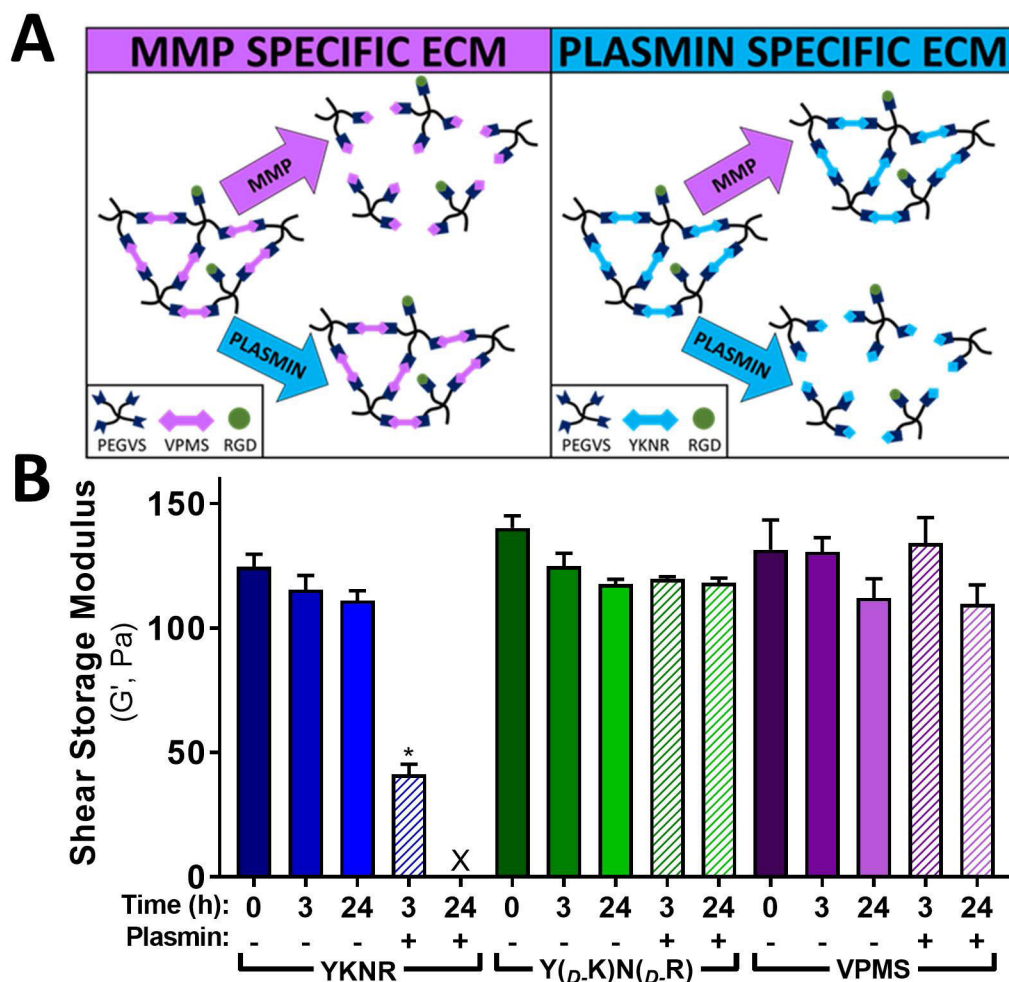 A
MMP SPECIFIC ECM
PLASMIN SPECIFIC ECM
MMP
PLASMIN
PEGVS VPMS RGD
MMP
PLASMIN
PEGVS YKNR RGD
B
Shear Storage Modulus
(G', Pa)
150
100
50
0
*
X
Time (h): 0 3 24 3 24 0 3 24 3 24 0 3 24 3 24
Plasmin: - - - + + - - - + + - - - + +
YKNR Y(D-K)N(D-R) VPMS